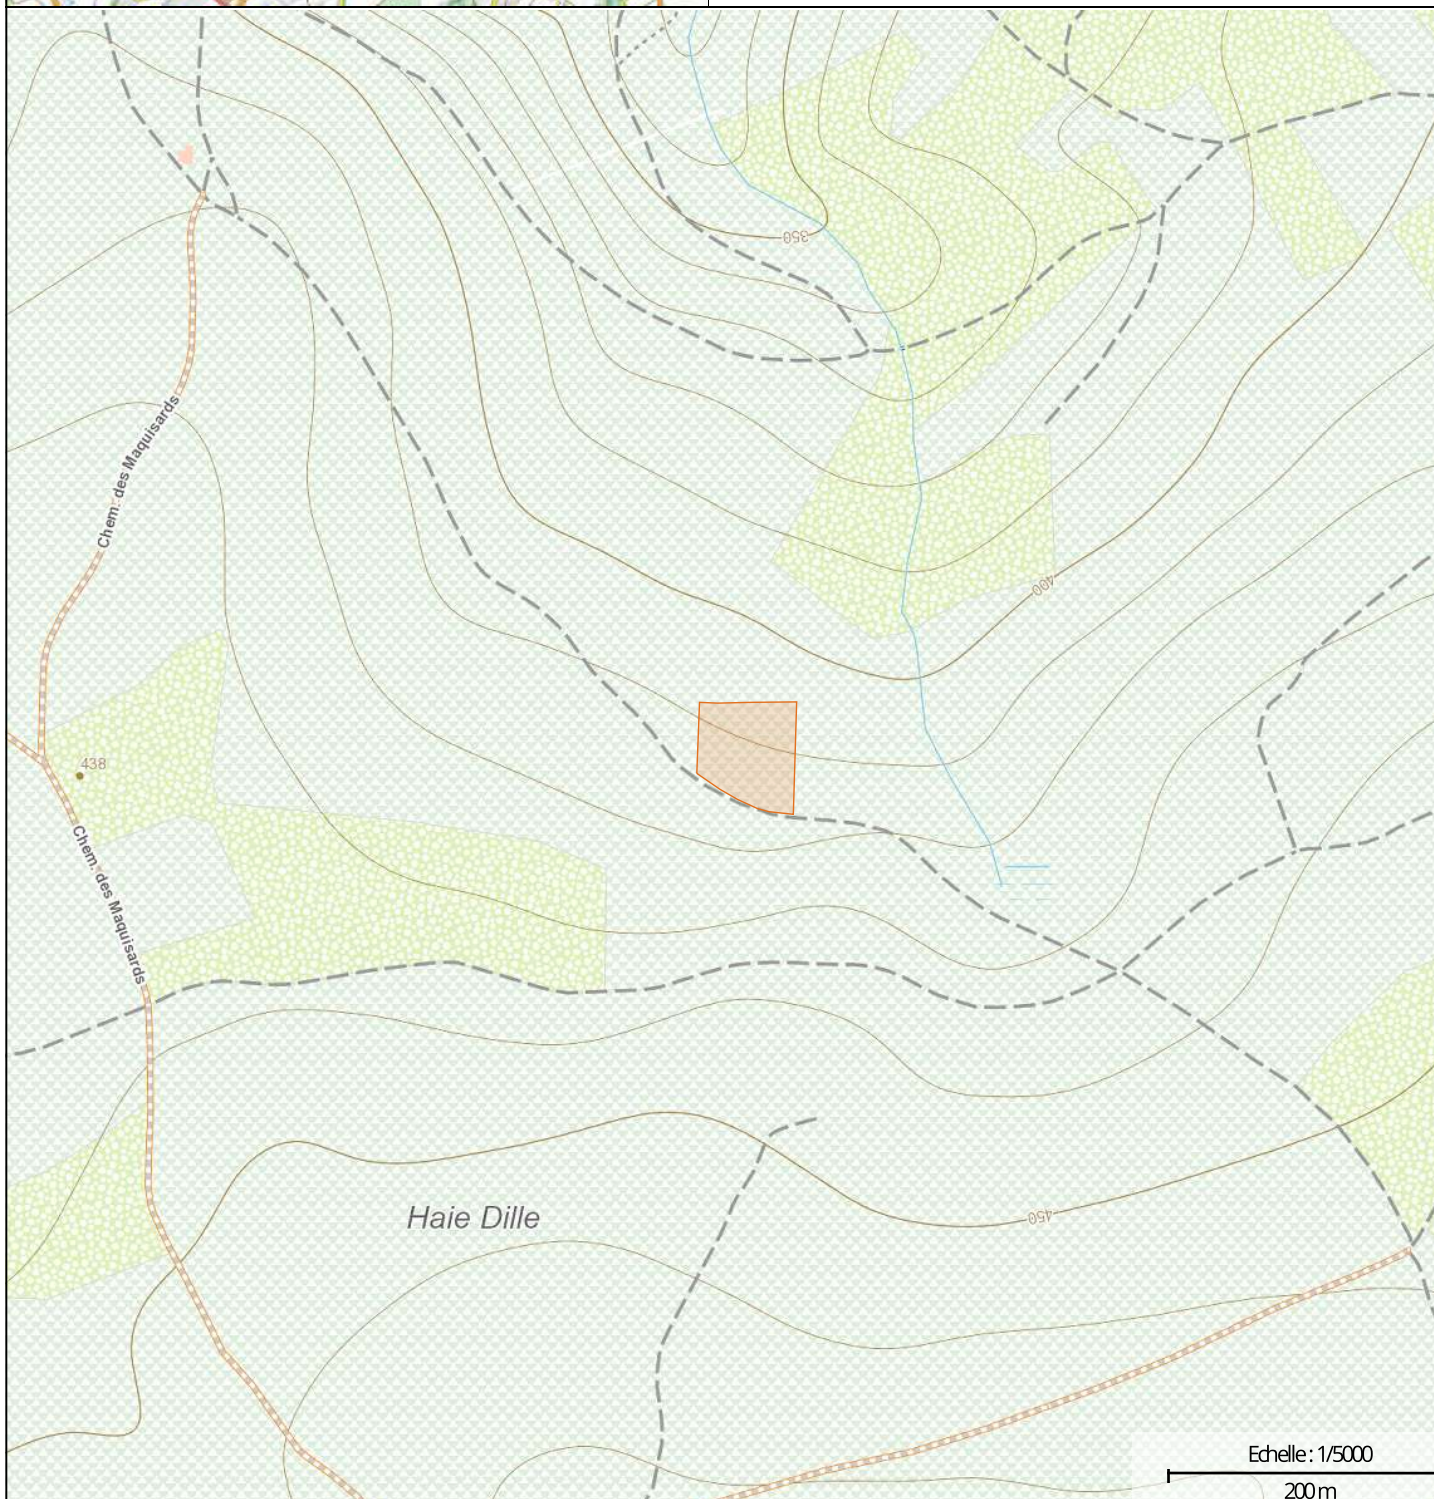 350
Chem. des Maquisards
400
438
Chem. des Maquisards
Haie Dille
450
Echelle : 1/5000
200 m